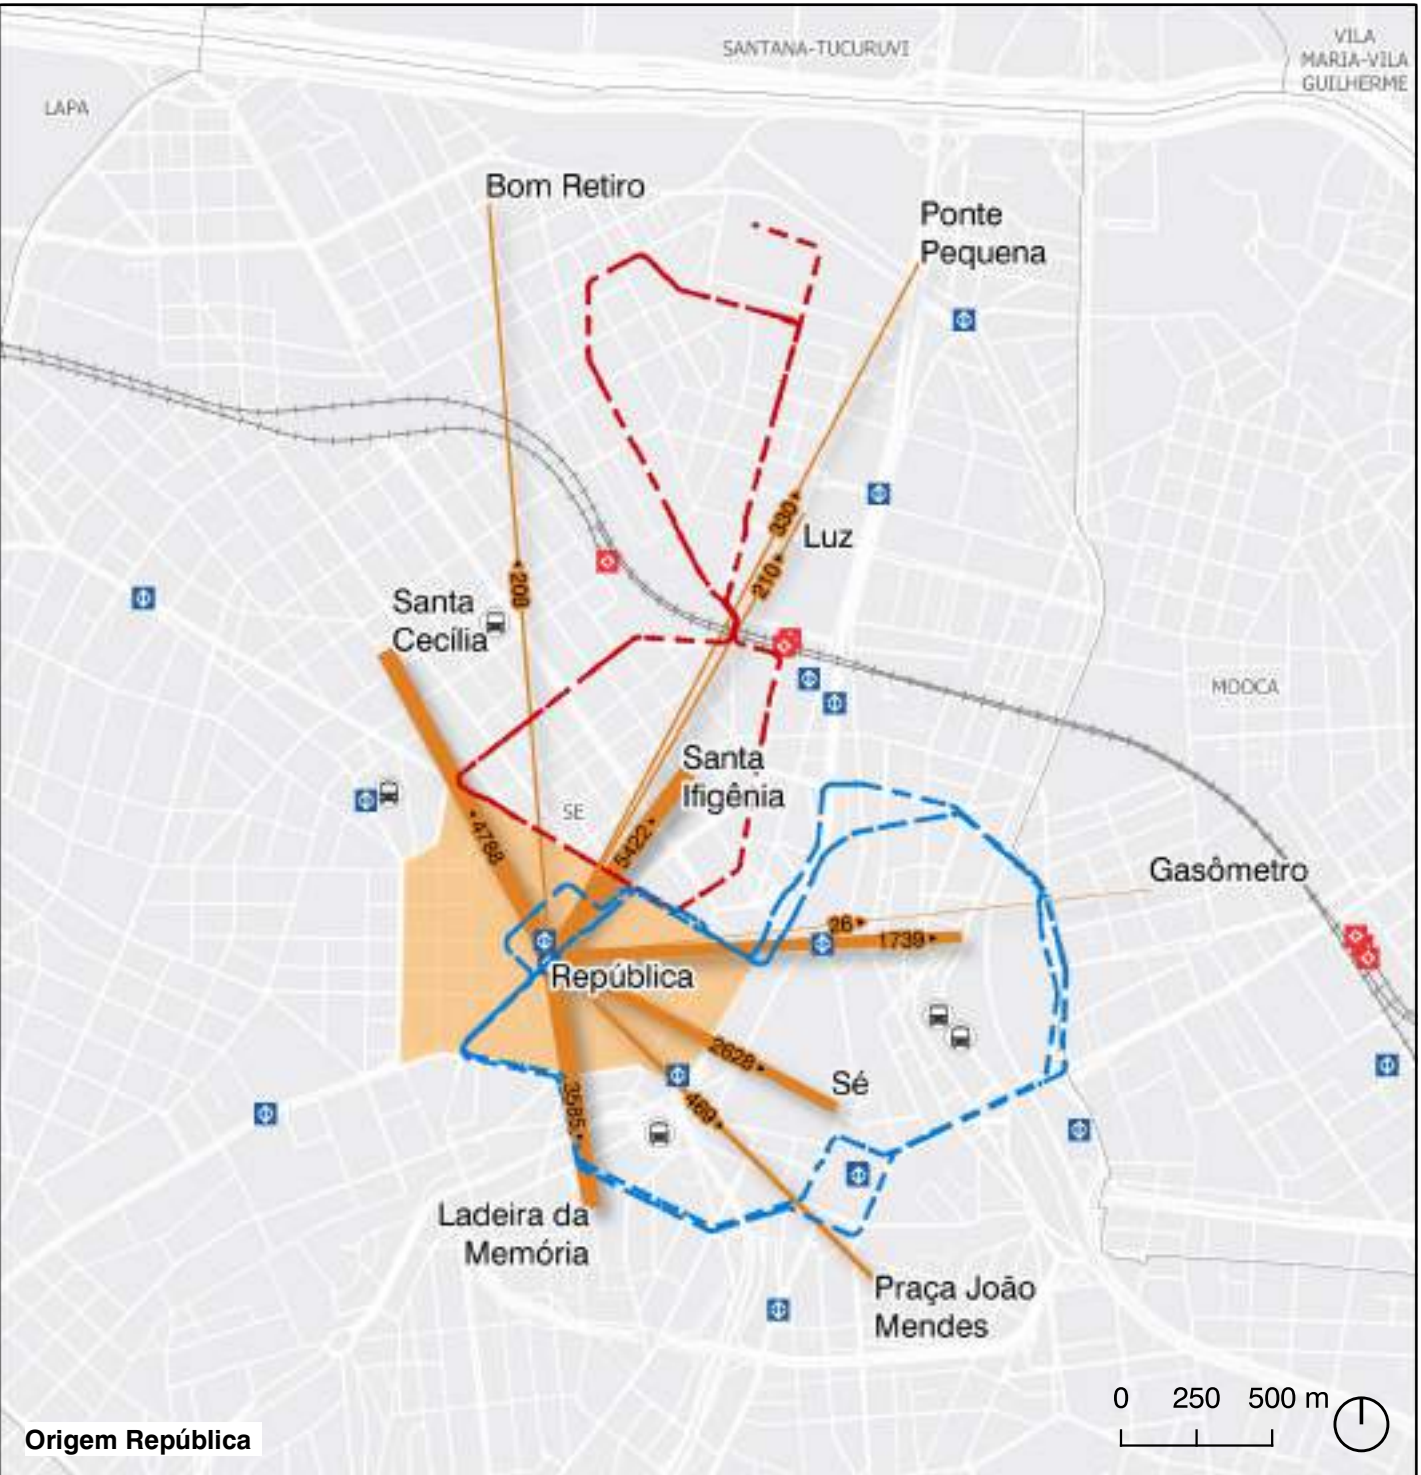 SANTANA-TUCURUVI
VILA
MARIA-VILA
GUILHERME
LAPA
Bom Retiro
Ponte
Pequena
330
Luz
210
208
Santa
Cecília
MOOCA
Santa
Ifigênia
SE
4788
5422
Gasômetro
26
1739
República
2628
Sé
3585
469
Ladeira da
Memória
Praça João
Mendes
0 250 500 m
Origem República